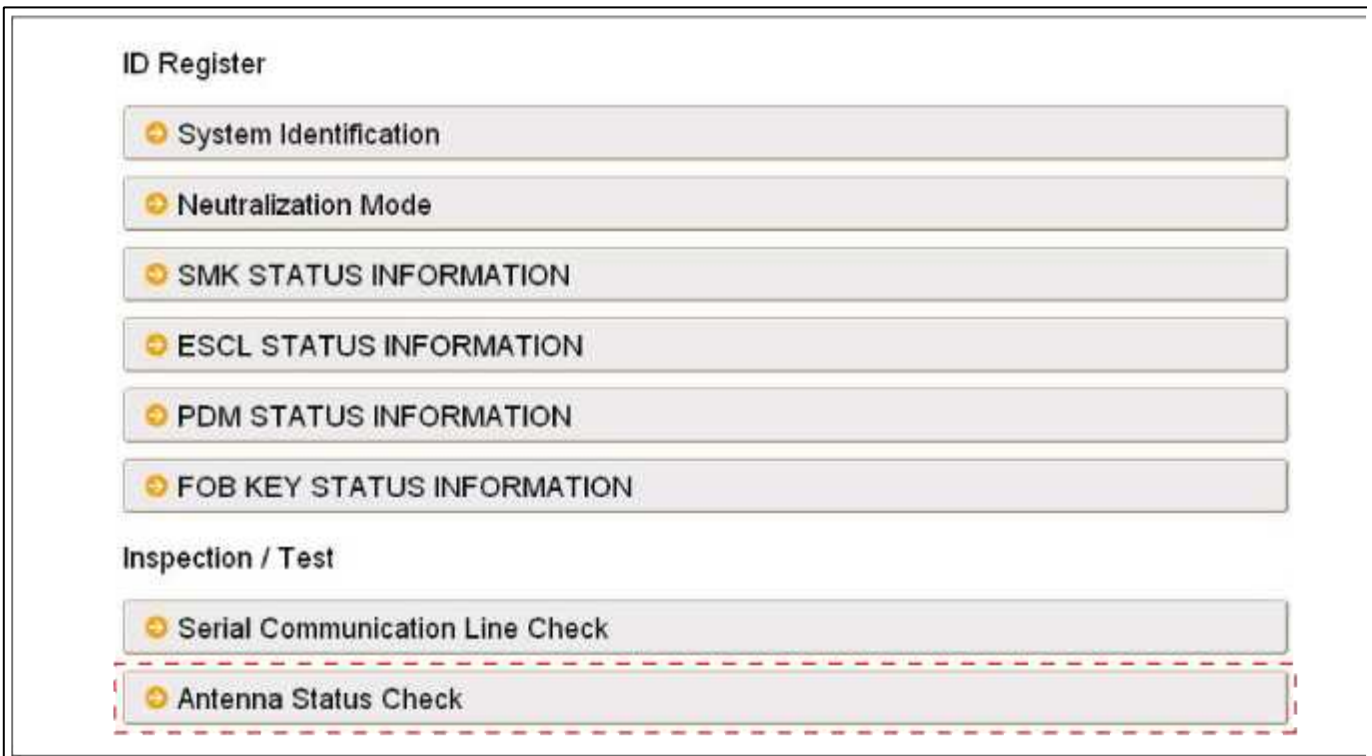 ID Register
System Identification
Neutralization Mode
SMK STATUS INFORMATION
ESCL STATUS INFORMATION
PDM STATUS INFORMATION
FOB KEY STATUS INFORMATION
Inspection / Test
Serial Communication Line Check
Antenna Status Check